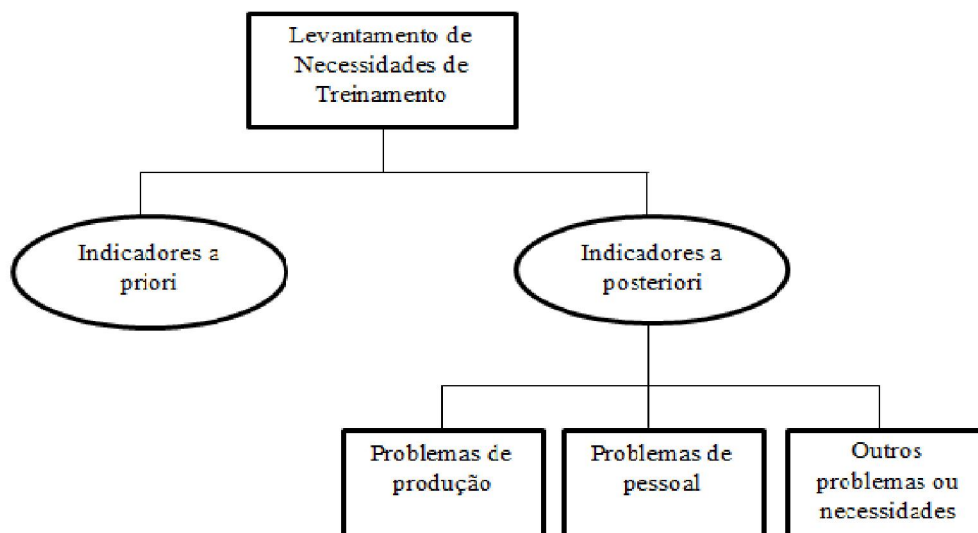 Levantamento de
Necessidades de
Treinamento
Indicadores a
priori
Indicadores a
posteriori
Problemas de
produção
Problemas de
pessoal
Outros
problemas ou
necessidades